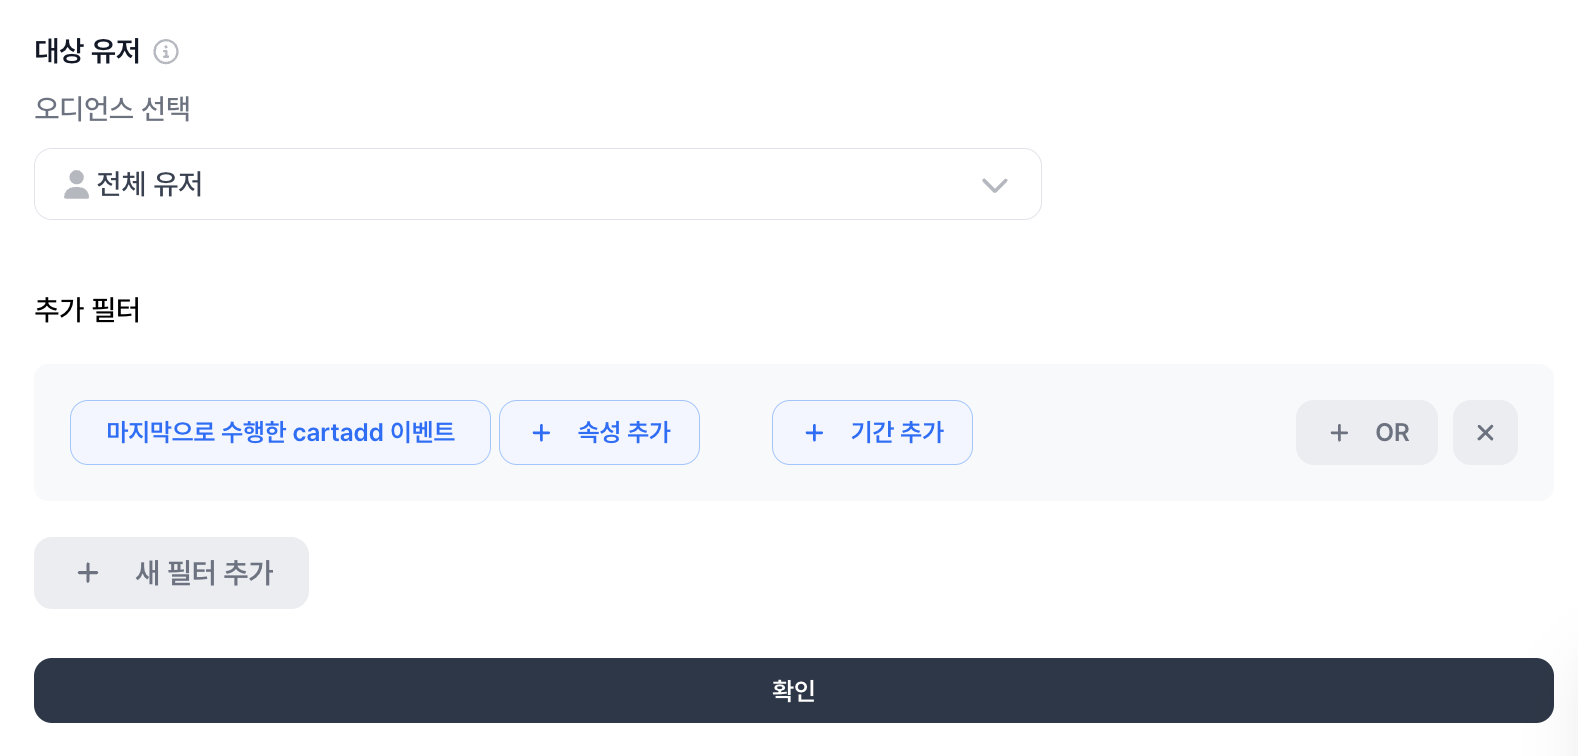 대상 유저
오디언스 선택
전체 유저
추가 필터
마지막으로 수행한 cartadd 이벤트 + 속성 추가 + 기간 추가 + OR ×
+ 새 필터 추가
확인